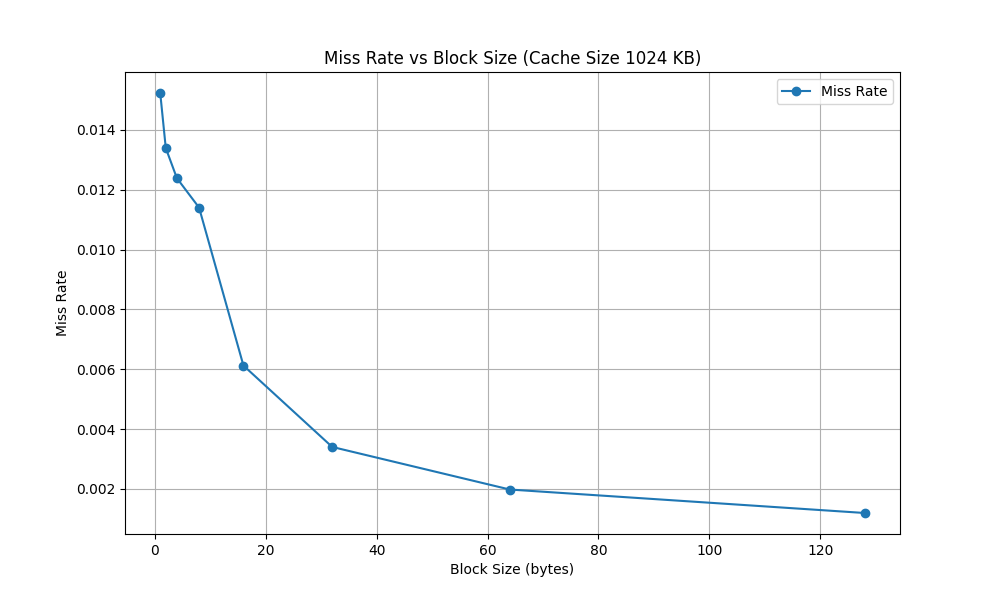 Miss Rate vs Block Size (Cache Size 1024 KB)
Miss Rate
0.014
0.012
0.010
0.008
0.006
0.004
0.002
Miss Rate
0 20 40 60 80 100 120
Block Size (bytes)